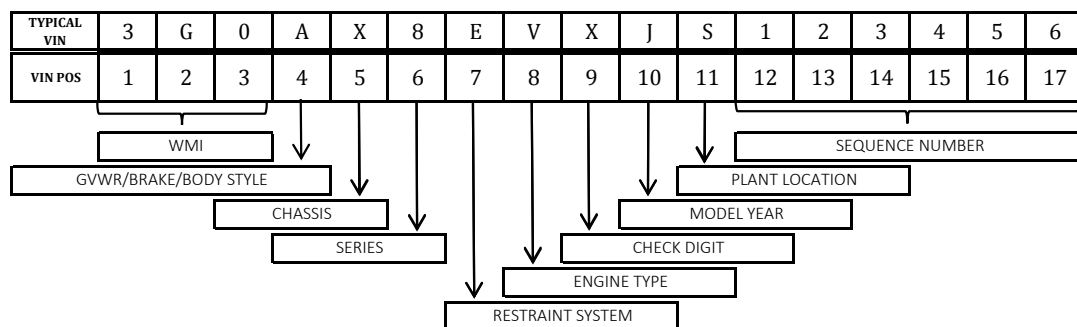 TYPICAL VIN 3 G 0 A X 8 E V X J S 1 2 3 4 5 6
VIN POS 1 2 3 4 5 6 7 8 9 10 11 12 13 14 15 16 17
WMI SEQUENCE NUMBER
GVWR/BRAKE/BODY STYLE PLANT LOCATION
CHASSIS MODEL YEAR
SERIES CHECK DIGIT
ENGINE TYPE
RESTRAINT SYSTEM